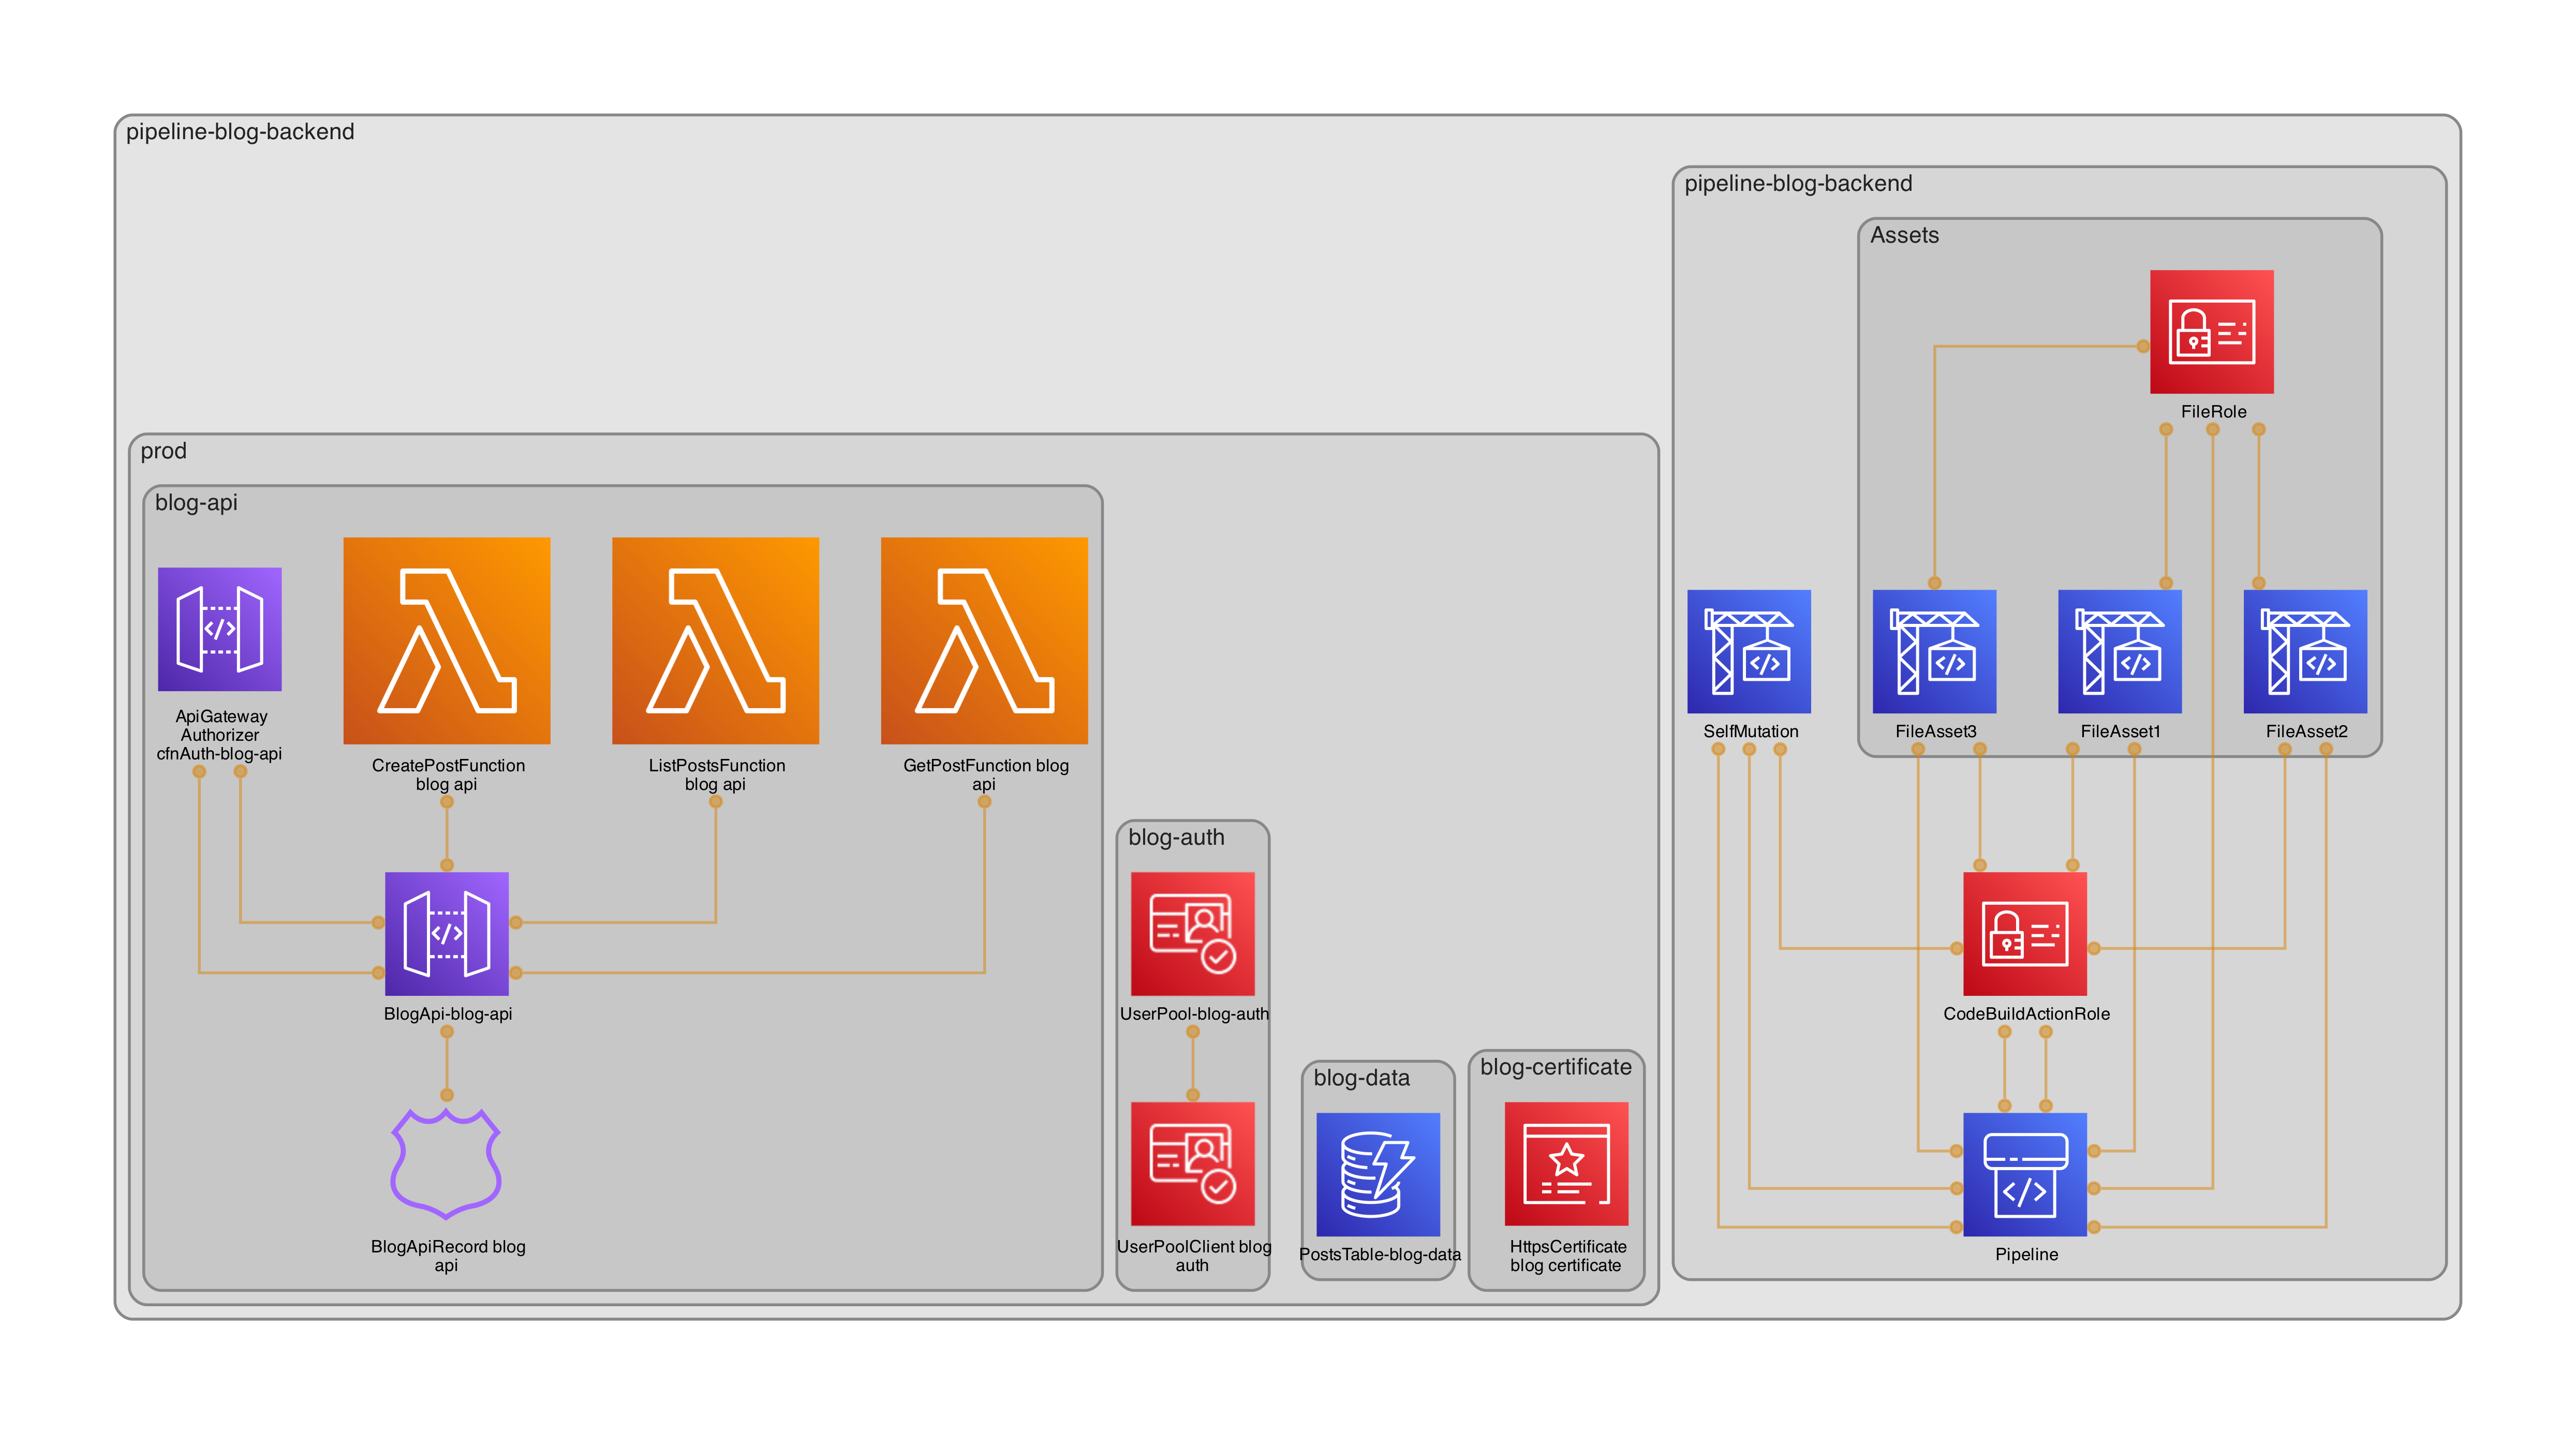 pipeline-blog-backend
pipeline-blog-backend
Assets
FileRole
prod
blog-api
ApiGateway
Authorizer
cfnAuth-blog-api
CreatePostFunction
blog api
ListPostsFunction
blog api
GetPostFunction blog
api
SelfMutation
FileAsset3
FileAsset1
FileAsset2
BlogApi-blog-api
BlogApiRecord blog
api
blog-auth
UserPool-blog-auth
UserPoolClient blog
auth
blog-data
PostsTable-blog-data
blog-certificate
HttpsCertificate
blog certificate
CodeBuildActionRole
Pipeline